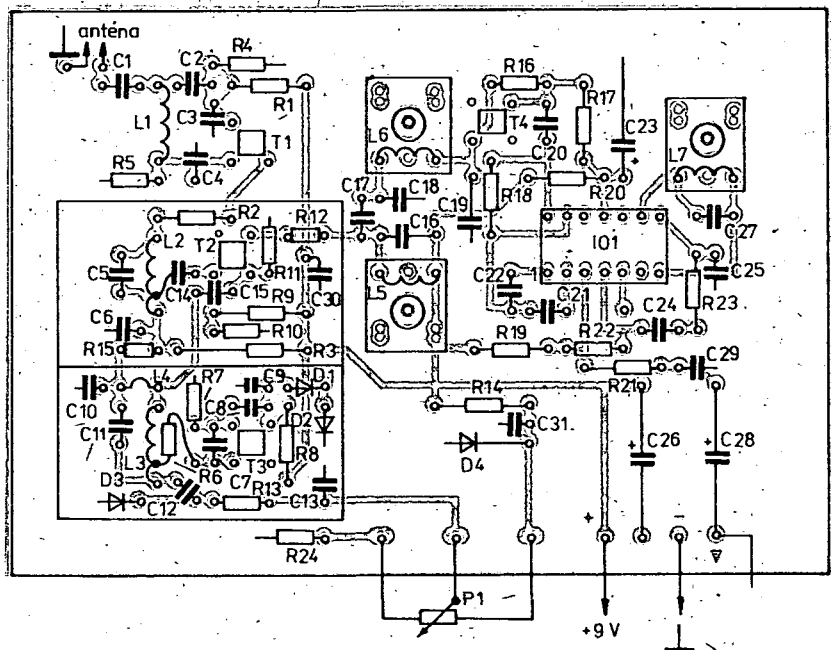 anténa
C1
C2
R4
R1
L1
C3
T1
C4
R5
R16
R17
L6
T4
C20
C23
+
L7
C17
C18
R18
R20
C19
C16
C27
R2
R12
L2
T2
R11
C5
C14
C15
C30
R9
C6
R10
R15
R3
L5
IO1
C22
1
C21
C25
R23
C24
R19
R22
R21
C29
C10
L4
R7
C9
D1
C11
C8
D2
L3
R6
T3
R8
D3
C7
R13
C12
C13
R14
C31
D4
+
C26
+
C28
R24
+
−
P1
+9 V